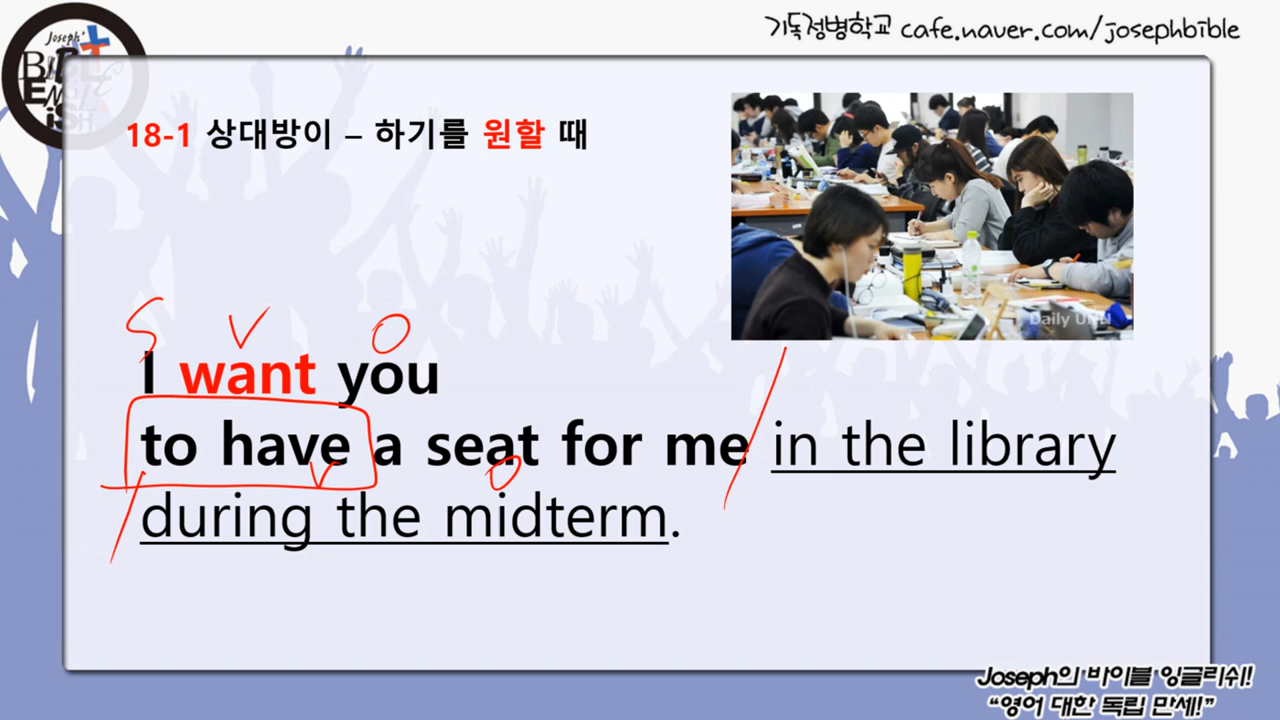 Joseph'
BIBLE
ENGLISH
기독정병학교 cafe.naver.com/josephbible
18-1 상대방이 – 하기를 원할 때
Daily UNN
S V O
I want you
to have a seat for me in the library
V O
during the midterm.
Joseph의 바이블 잉글리쉬!
“영어 대한 독립 만세!”